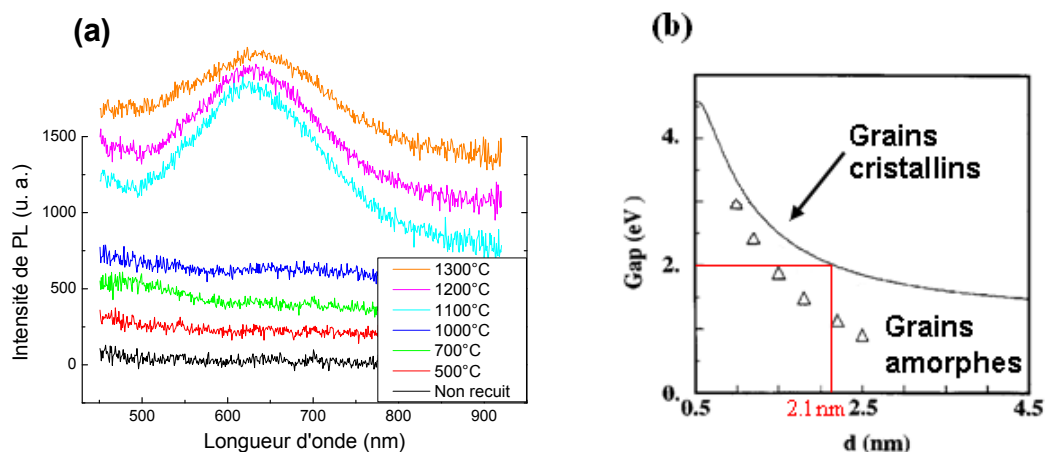 (a)
Intensité de PL (u. a.)
1500
1000
500
0
1300°C
1200°C
1100°C
1000°C
700°C
500°C
Non recuit
500
600
700
800
900
Longueur d'onde (nm)
(b)
Gap (eV)
4.
2.
0.
Grains
cristallins
Grains
amorphes
0.5
2.1 nm
2.5
4.5
d (nm)